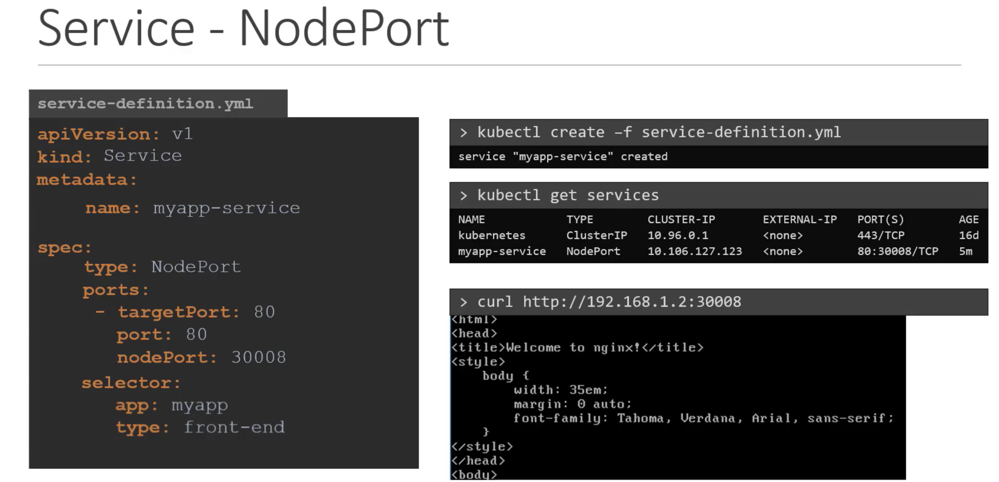 Service - NodePort
service-definition.yml
apiVersion: v1
kind: Service
metadata:
name: myapp-service
spec:
type: NodePort
ports:
- targetPort: 80
port: 80
nodePort: 30008
selector:
app: myapp
type: front-end
> kubectl create –f service-definition.yml
service "myapp-service" created
> kubectl get services
NAME TYPE CLUSTER-IP EXTERNAL-IP PORT(S) AGE
kubernetes ClusterIP 10.96.0.1 <none> 443/TCP 16d
myapp-service NodePort 10.106.127.123 <none> 80:30008/TCP 5m
> curl http://192.168.1.2:30008
<html>
<head>
<title>Welcome to nginx!</title>
<style>
body {
width: 35em;
margin: 0 auto;
font-family: Tahoma, Verdana, Arial, sans-serif;
}
</style>
</head>
<body>